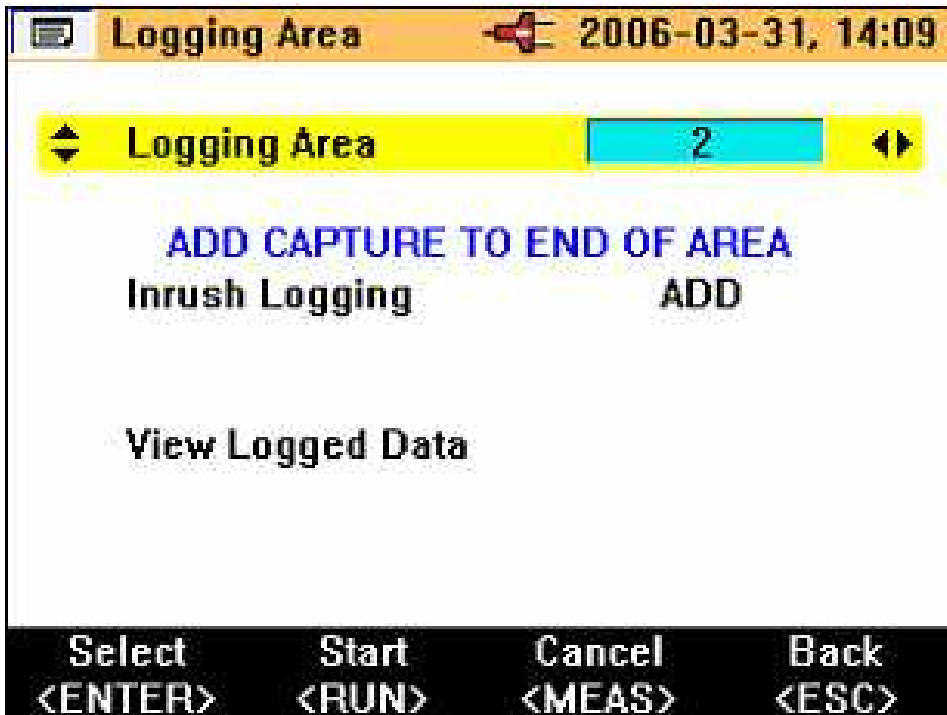 Logging Area 2006-03-31, 14:09
Logging Area 2
ADD CAPTURE TO END OF AREA
Inrush Logging ADD
View Logged Data
Select Start Cancel Back
<ENTER> <RUN> <MEAS> <ESC>